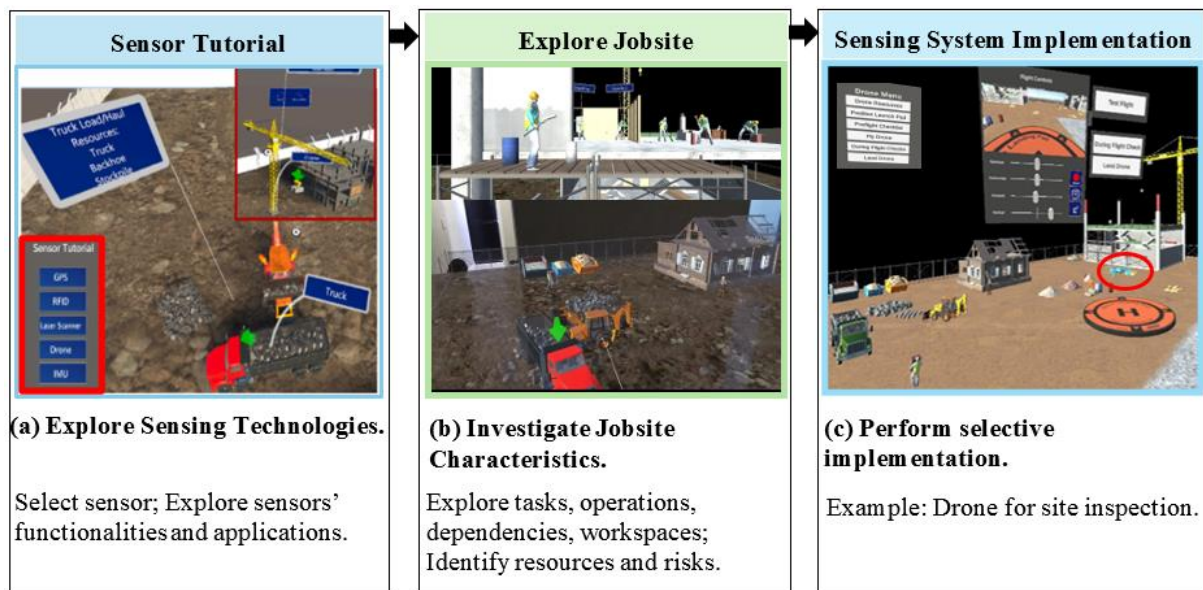 Sensor Tutorial
Truck Load/Haul
Resources:
Truck
Backhoe
Stockpile
Sensor Tutorial
GPS
RFID
Laser Scanner
Drone
IMU
Truck
(a) Explore Sensing Technologies.
Select sensor; Explore sensors’
functionalities and applications.
Explore Jobsite
(b) Investigate Jobsite
Characteristics.
Explore tasks, operations,
dependencies, workspaces;
Identify resources and risks.
Sensing System Implementation
Drone Menu
Drone Resources
Preflight Checklist
Fly Drone
During Flight Checks
Land Drone
Flight Controls
Test Flight
During Flight Check
Land Drone
H
(c) Perform selective
implementation.
Example: Drone for site inspection.